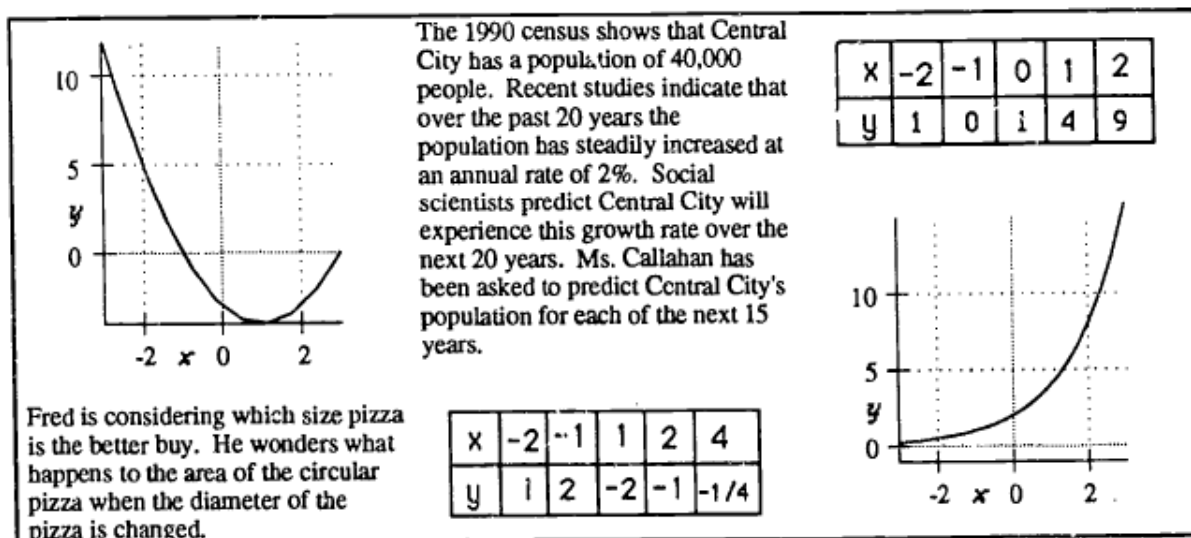 10
5
y
0
-2 x 0 2
Fred is considering which size pizza
is the better buy. He wonders what
happens to the area of the circular
pizza when the diameter of the
pizza is changed.
The 1990 census shows that Central
City has a population of 40,000
people. Recent studies indicate that
over the past 20 years the
population has steadily increased at
an annual rate of 2%. Social
scientists predict Central City will
experience this growth rate over the
next 20 years. Ms. Callahan has
been asked to predict Central City's
population for each of the next 15
years.
x -2 -1 1 2 4
y 1 2 -2 -1 -1/4
x -2 -1 0 1 2
y 1 0 1 4 9
10
5
y
0
-2 x 0 2